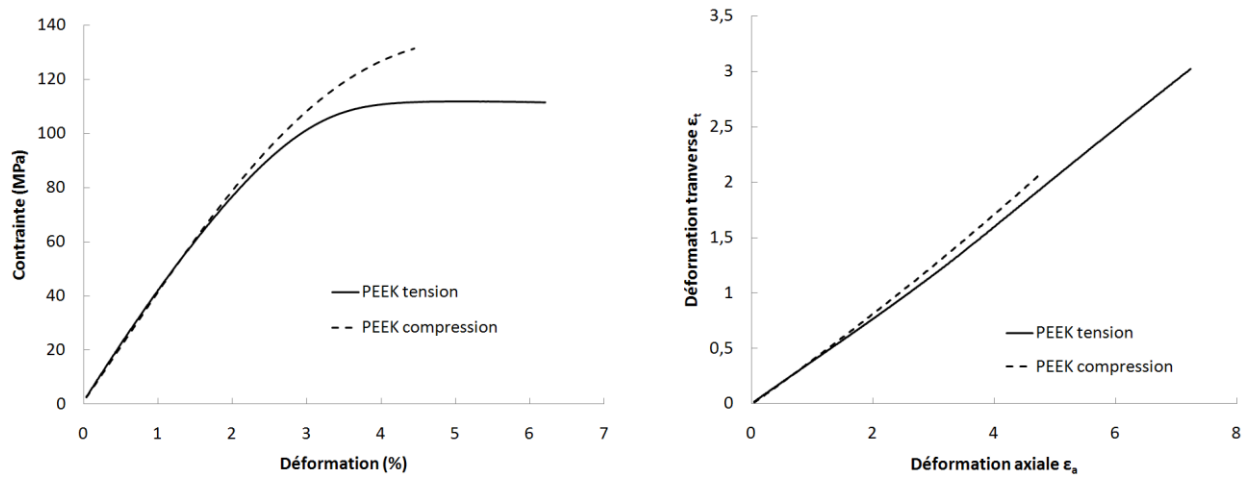 140
120
100
80
60
40
20
0
Contrainte (MPa)
PEEK tension
PEEK compression
0 1 2 3 4 5 6 7
Déformation (%)
3,5
3
2,5
2
1,5
1
0,5
0
Déformation tranverse εt
PEEK tension
PEEK compression
0 2 4 6 8
Déformation axiale εa